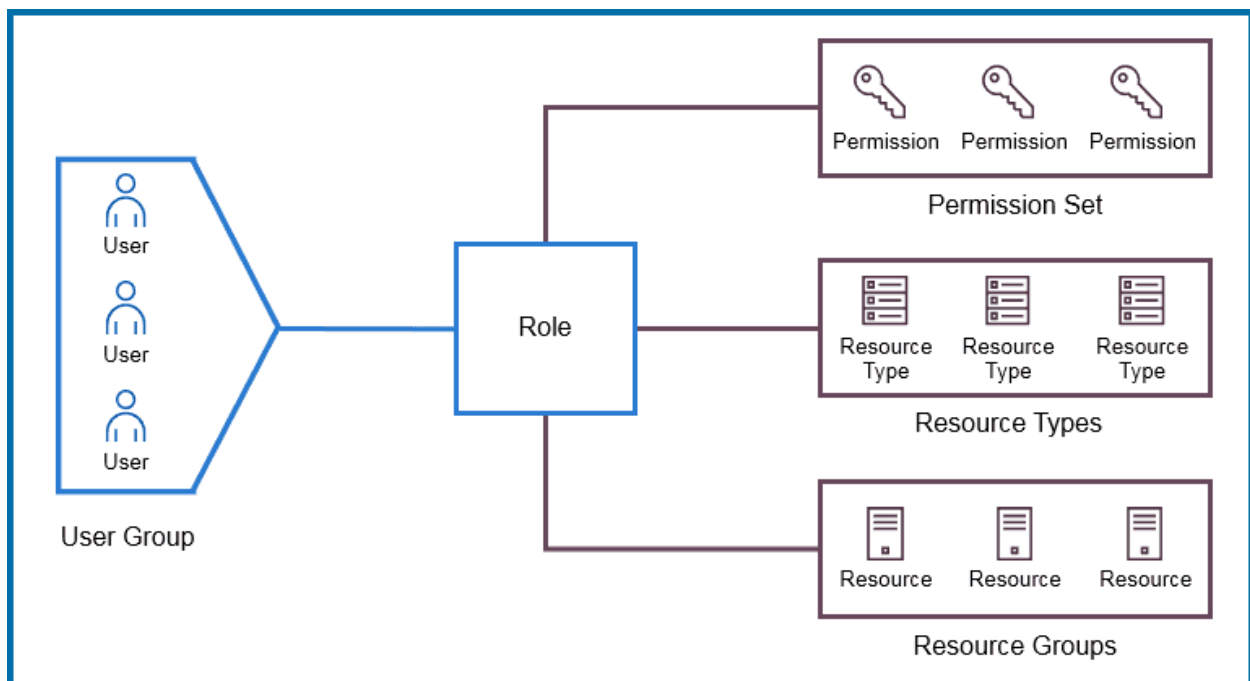 Permission Permission Permission
Permission Set
User
User
User
User Group
Role
Resource Resource Resource
Type Type Type
Resource Types
Resource Resource Resource
Resource Groups